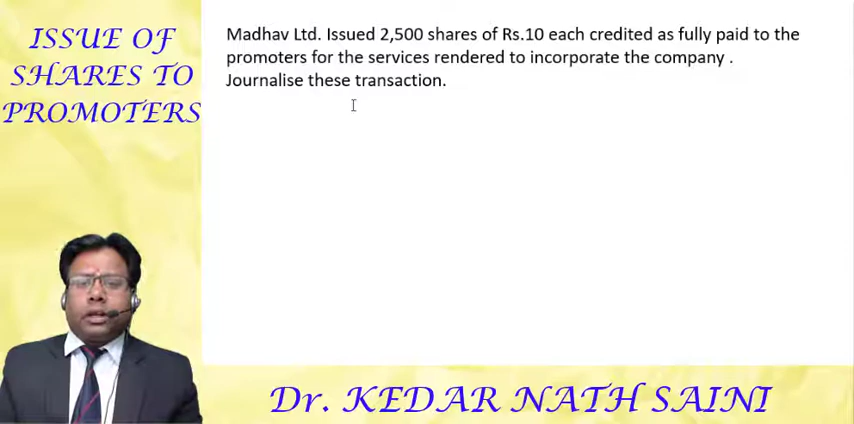 ISSUE OF
SHARES TO
PROMOTERS
Madhav Ltd. Issued 2,500 shares of Rs.10 each credited as fully paid to the
promoters for the services rendered to incorporate the company .
Journalise these transaction.
Dr. KEDAR NATH SAINI